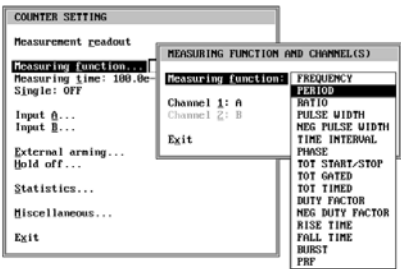 COUNTER SETTING
Measurement readout
Measuring function...
Measuring time: 100.0e-
Single: OFF
Input A...
Input B...
External arming...
Hold off...
Statistics...
Miscellaneous...
Exit
MEASURING FUNCTION AND CHANNEL(S)
Measuring function:
Channel 1: A
Channel 2: B
Exit
FREQUENCY
PERIOD
RATIO
PULSE WIDTH
NEG PULSE WIDTH
TIME INTERVAL
PHASE
TOT START/STOP
TOT GATED
TOT TIMED
DUTY FACTOR
NEG DUTY FACTOR
RISE TIME
FALL TIME
BURST
PRF